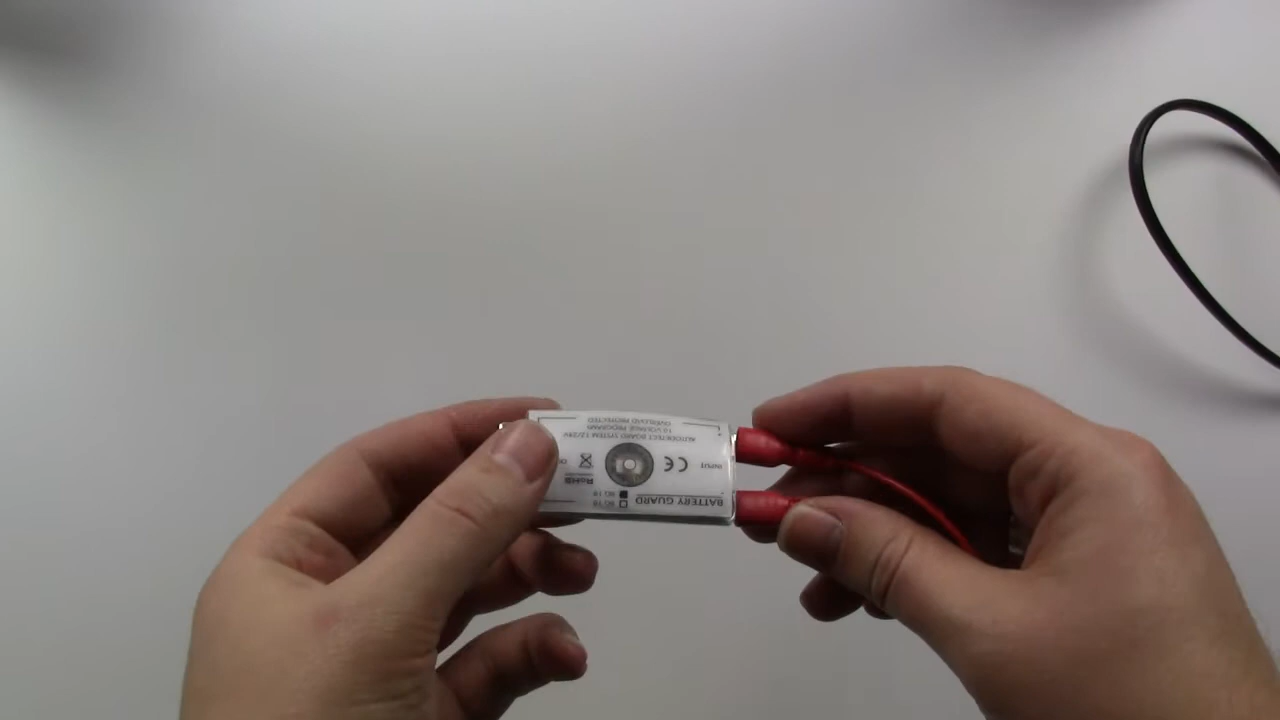 BATTERY GUARD
INPUT
CE
RoHS
AUTODETECT BOARD SYSTEM 12/24V
10 VOLTAGE PROGRAM
OVERLOAD PROTECTED